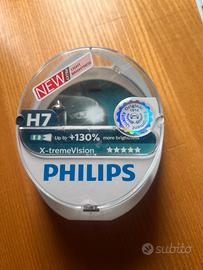 NEW
H7
Up to +130% more brightness
X-tremeVision
PHILIPS
subito